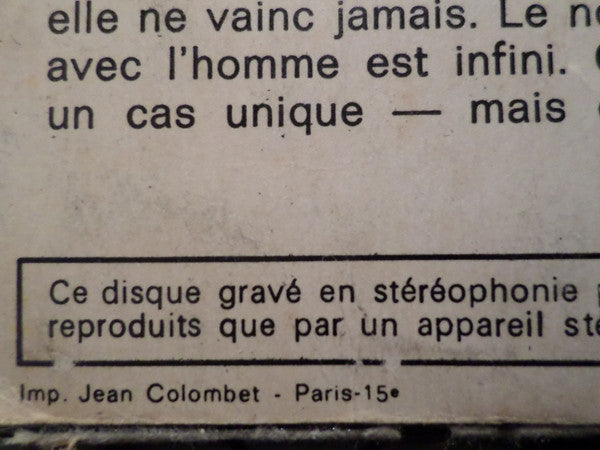 elle ne vainc jamais. Le
avec l'homme est infini.
un cas unique — mais
Ce disque gravé en stéréophonie
reproduits que par un appareil
Imp. Jean Colombet - Paris-15e